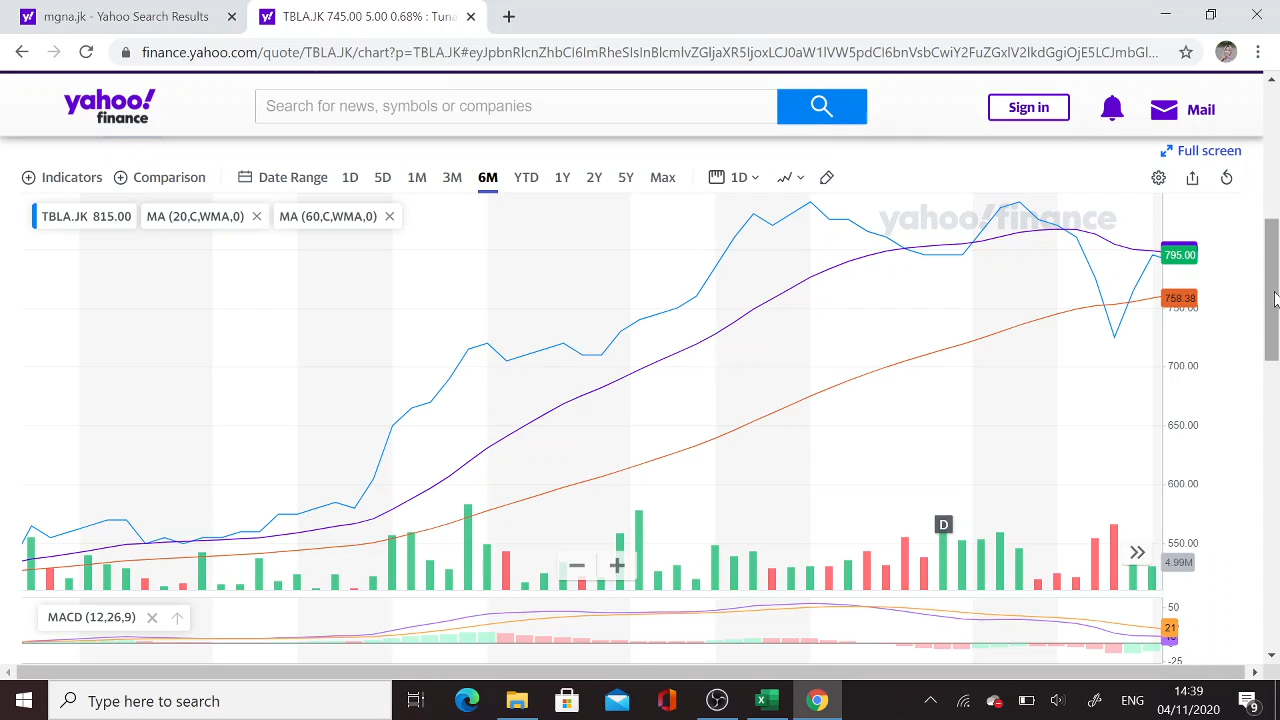 mgna.jk - Yahoo Search Results
TBLA.JK 745.00 5.00 0.68% : Tuna
finance.yahoo.com/quote/TBLA.JK/chart?p=TBLA.JK#eyJpbnRlcnZhbCI6ImRheSIsInBlcmlvZGljaXR5IjoxLCJ0aW1lVW5pdCI6bnVsbCwiY2FuZGxlV2lkdGgiOjE5LCJmbGl...
yahoo!
finance
Search for news, symbols or companies
Sign in
Mail
Full screen
Indicators
Comparison
Date Range
1D 5D 1M 3M 6M YTD 1Y 2Y 5Y Max
1D
TBLA.JK 815.00
MA (20,C,WMA,0)
MA (60,C,WMA,0)
yahoo!finance
795.00
758.38
750.00
700.00
650.00
600.00
D
550.00
4.99M
MACD (12,26,9)
50
21
-25
Type here to search
ENG
14:39
04/11/2020
9